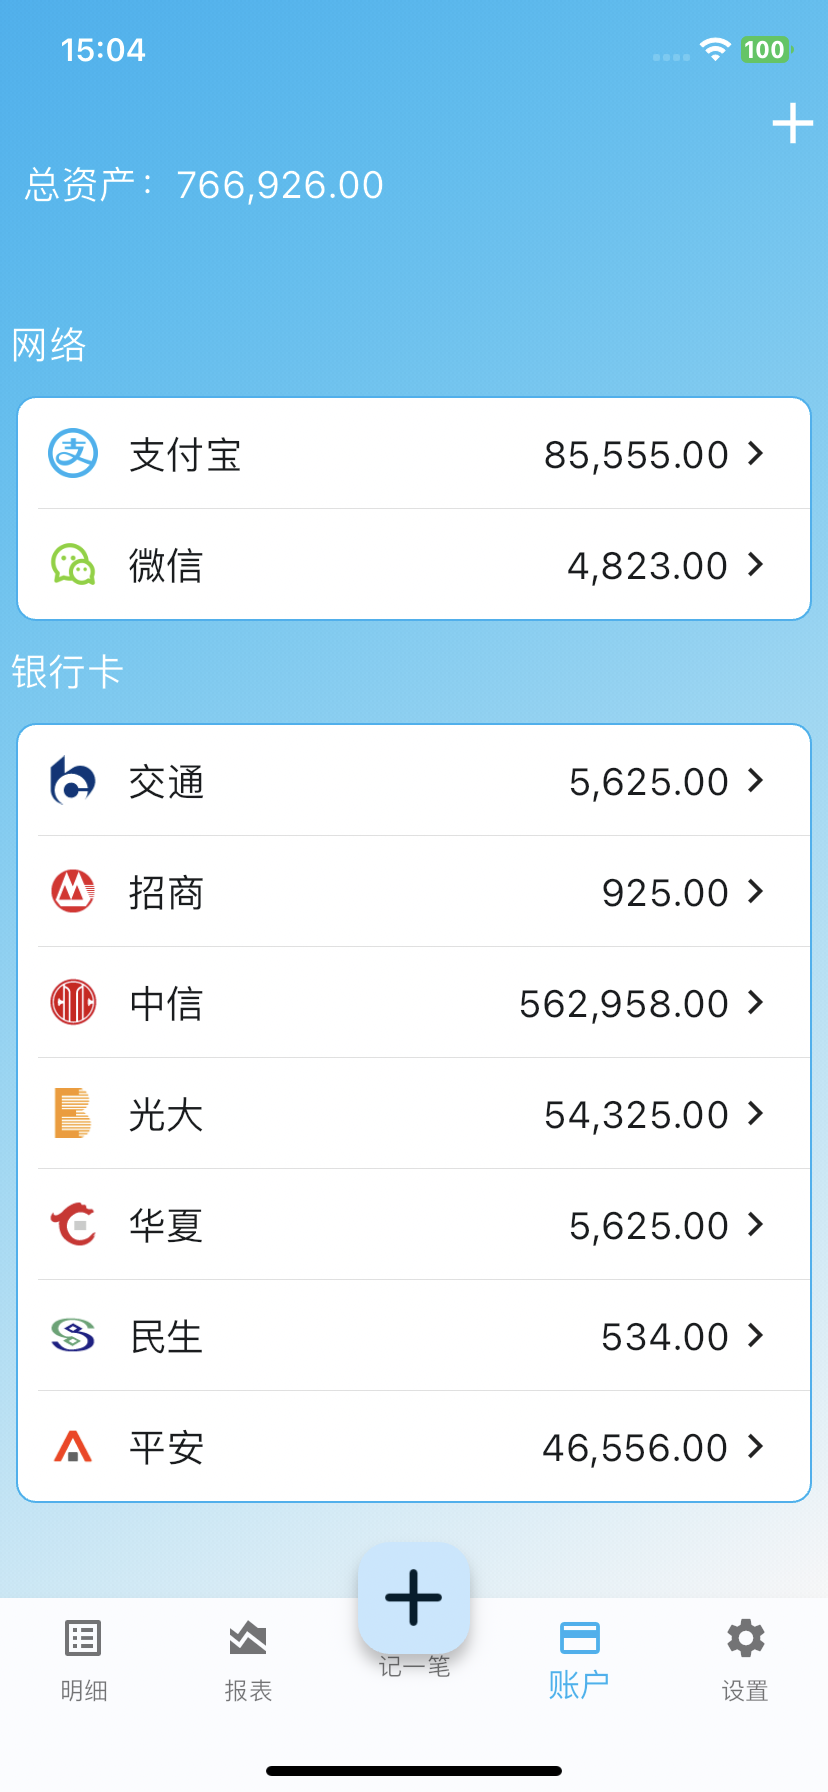 15:04
100
总资产：766,926.00
网络
支付宝 85,555.00
微信 4,823.00
银行卡
交通 5,625.00
招商 925.00
中信 562,958.00
光大 54,325.00
华夏 5,625.00
民生 534.00
平安 46,556.00
明细 报表 记一笔 账户 设置